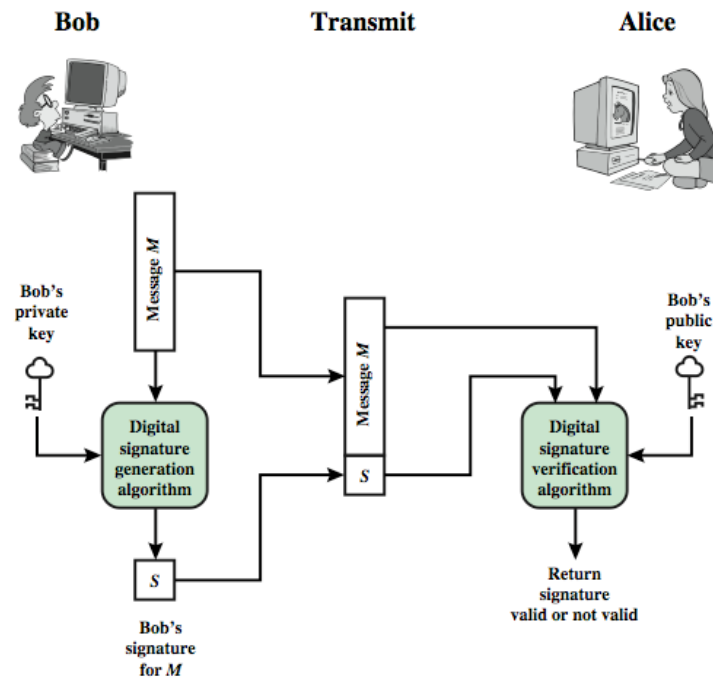 Bob
Transmit
Alice
Message M
Bob's
private
key
Message M
Bob's
public
key
Digital
signature
generation
algorithm
S
Digital
signature
verification
algorithm
S
Bob's
signature
for M
Return
signature
valid or not valid